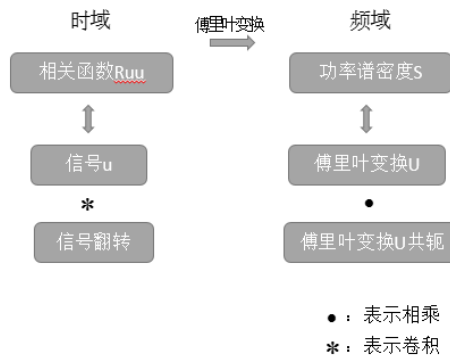 时域 傅里叶变换 频域
相关函数Ruu 功率谱密度S
信号u 傅里叶变换U
* •
信号翻转 傅里叶变换U共轭
•：表示相乘
*：表示卷积